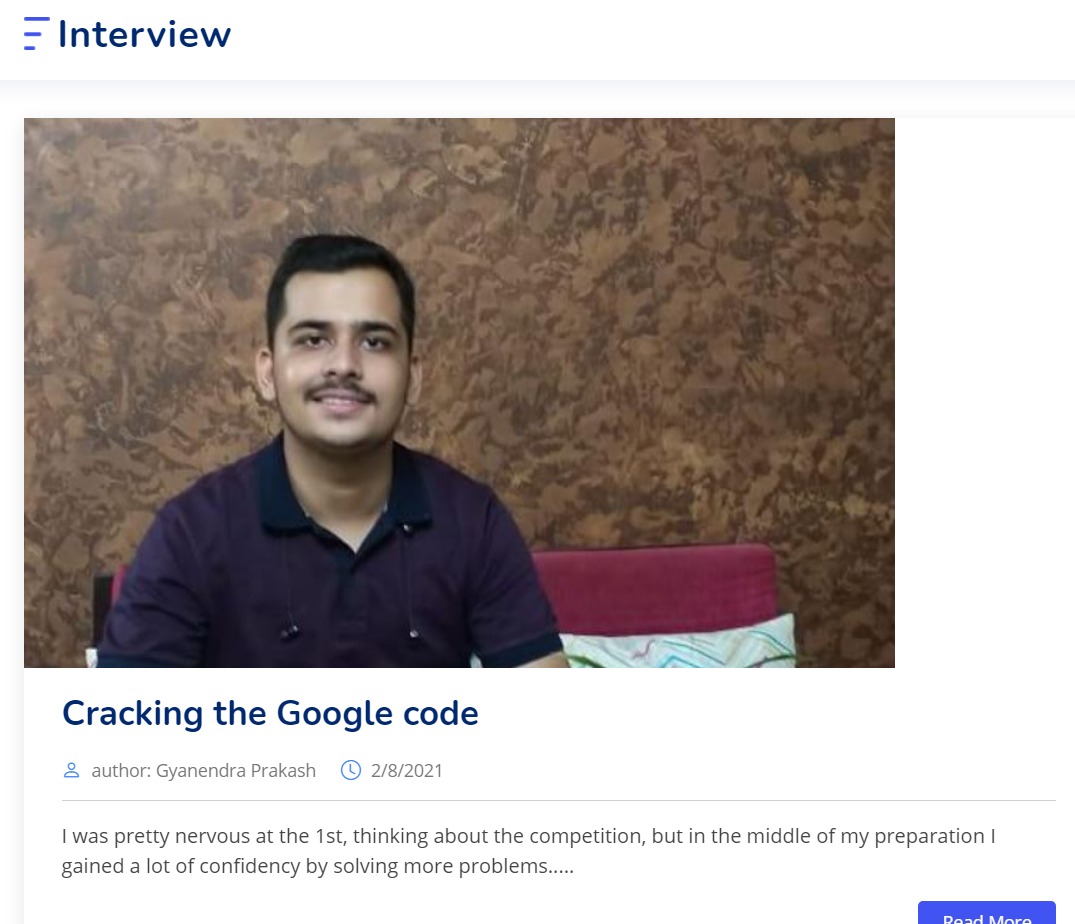 Interview
Cracking the Google code
author: Gyanendra Prakash 2/8/2021
I was pretty nervous at the 1st, thinking about the competition, but in the middle of my preparation I
gained a lot of confidency by solving more problems.....
Read More